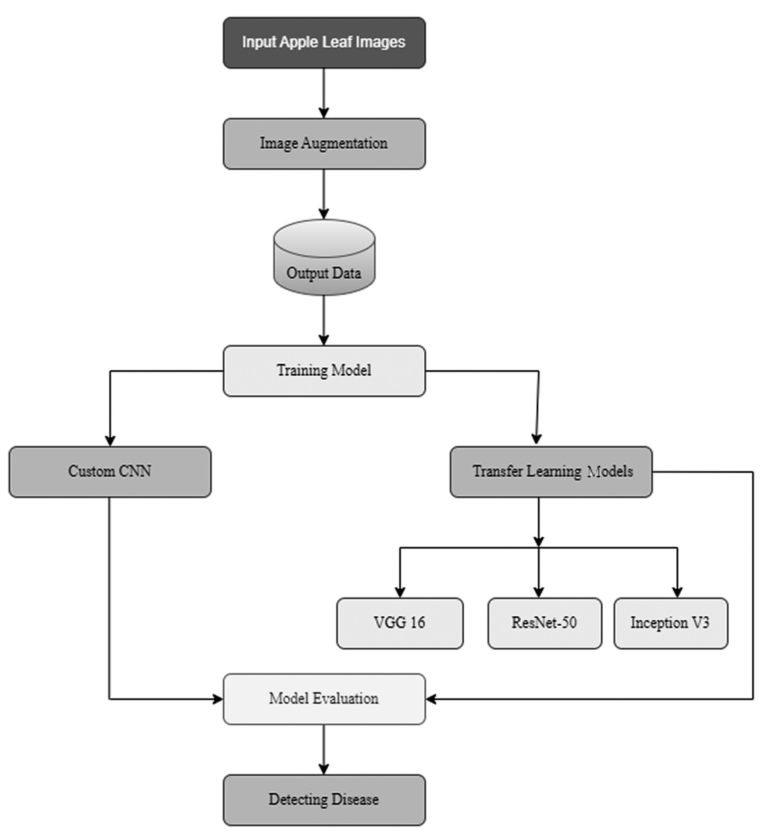 Input Apple Leaf Images
Image Augmentation
Output Data
Training Model
Custom CNN
Transfer Learning Models
VGG 16
ResNet-50
Inception V3
Model Evaluation
Detecting Disease